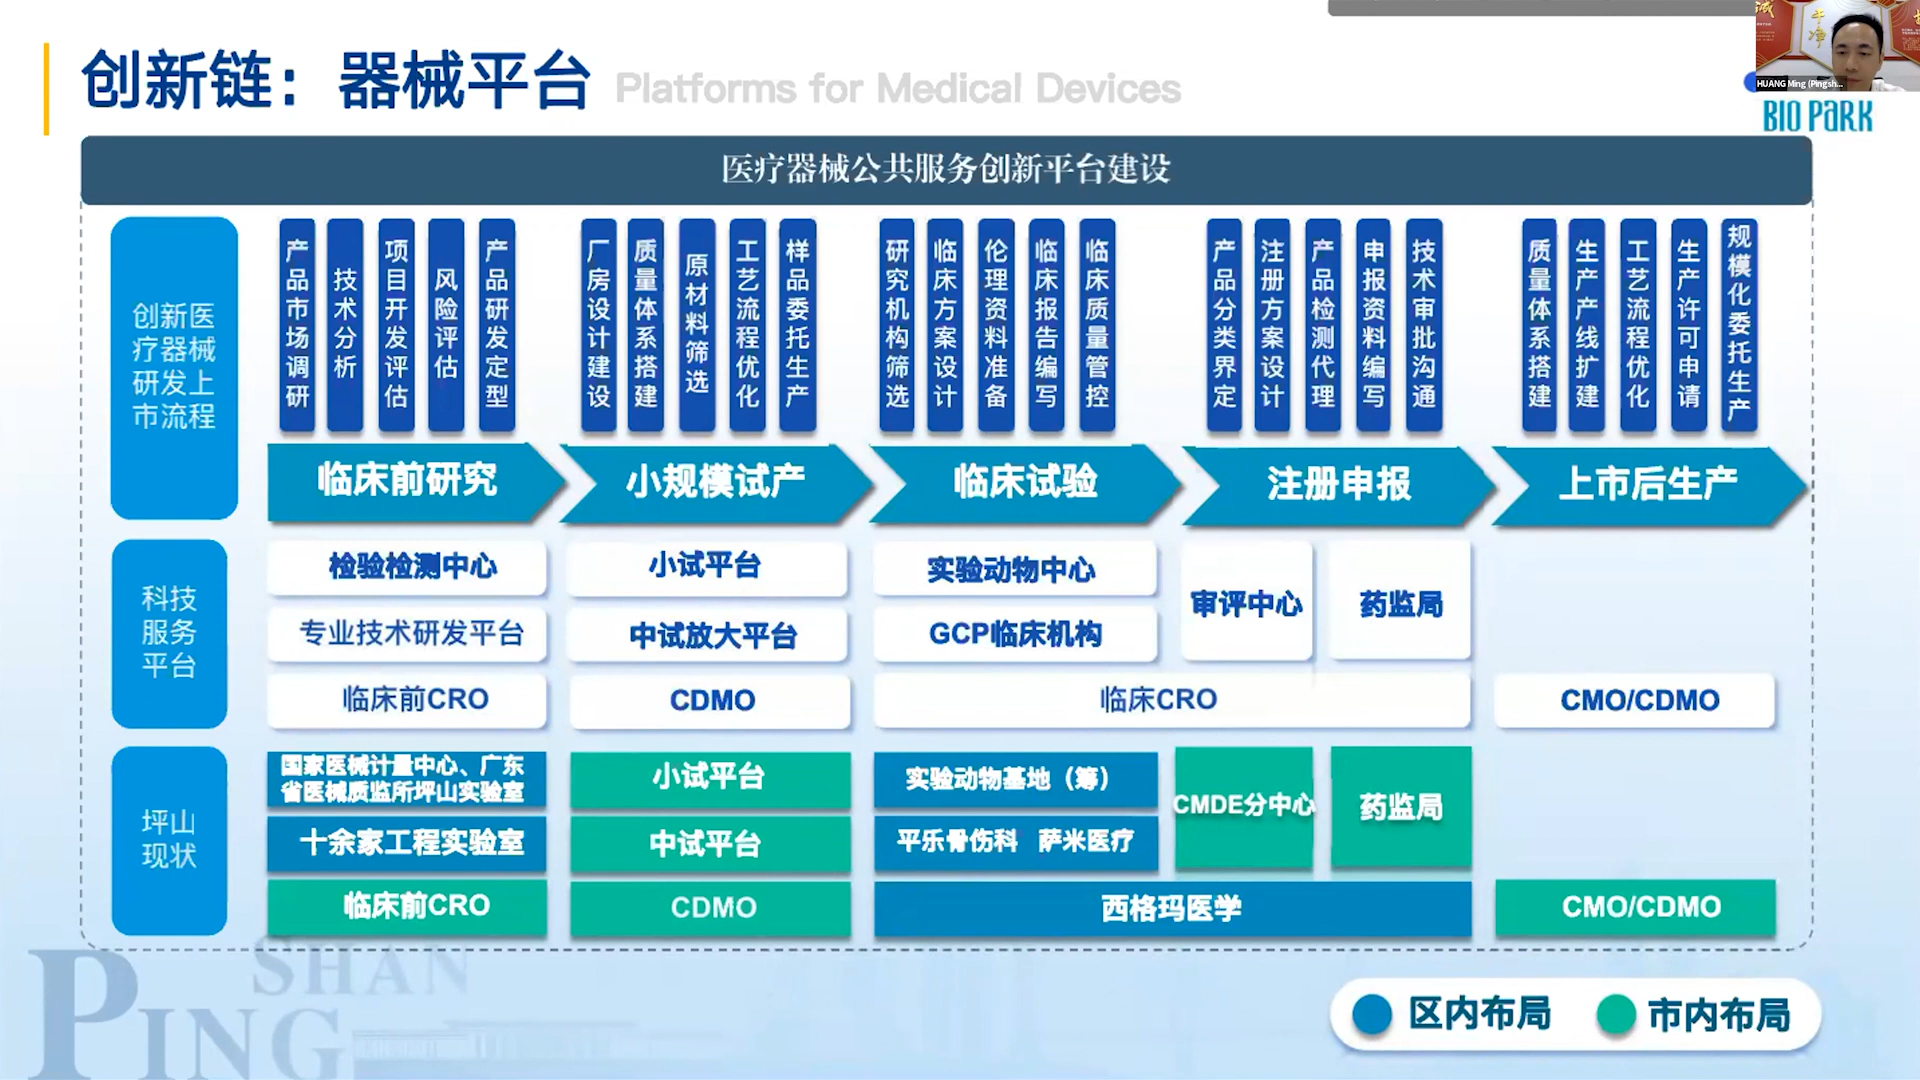 创新链：器械平台 Platforms for Medical Devices
HUANG Ming (Pingsh...
BIO PARK
医疗器械公共服务创新平台建设
创新医
疗器械
研发上
市流程
产品市场调研
技术分析
项目开发评估
风险评估
产品研发定型
厂房设计建设
质量体系搭建
原材料筛选
工艺流程优化
样品委托生产
研究机构筛选
临床方案设计
伦理资料准备
临床报告编写
临床质量管控
产品分类界定
注册方案设计
产品检测代理
申报资料编写
技术审批沟通
质量体系搭建
生产产线扩建
工艺流程优化
生产许可申请
规模化委托生产
临床前研究
小规模试产
临床试验
注册申报
上市后生产
科技
服务
平台
检验检测中心
小试平台
实验动物中心
审评中心
药监局
专业技术研发平台
中试放大平台
GCP临床机构
临床前CRO
CDMO
临床CRO
CMO/CDMO
坪山
现状
国家医械计量中心、广东
省医械质监所坪山实验室
小试平台
实验动物基地（筹）
CMDE分中心
药监局
十余家工程实验室
中试平台
平乐骨伤科 萨米医疗
临床前CRO
CDMO
西格玛医学
CMO/CDMO
PING SHAN
区内布局
市内布局